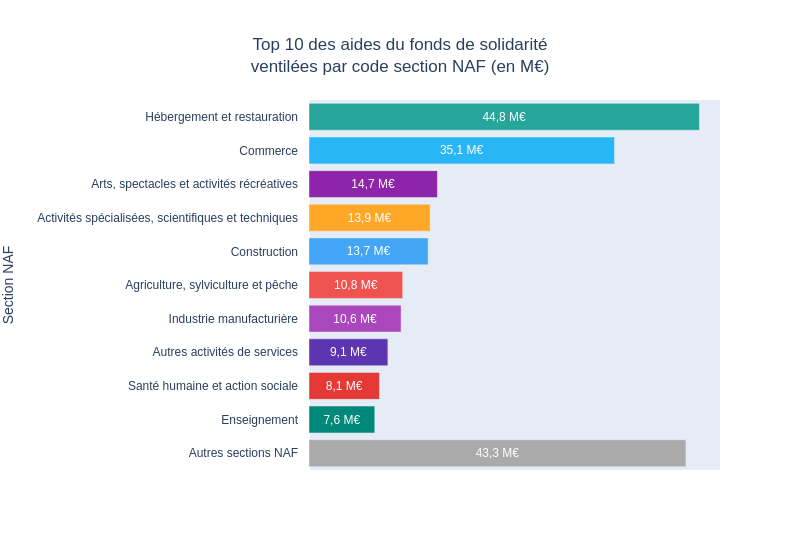 Top 10 des aides du fonds de solidarité
ventilées par code section NAF (en M€)
Section NAF
Hébergement et restauration 44,8 M€
Commerce 35,1 M€
Arts, spectacles et activités récréatives 14,7 M€
Activités spécialisées, scientifiques et techniques 13,9 M€
Construction 13,7 M€
Agriculture, sylviculture et pêche 10,8 M€
Industrie manufacturière 10,6 M€
Autres activités de services 9,1 M€
Santé humaine et action sociale 8,1 M€
Enseignement 7,6 M€
Autres sections NAF 43,3 M€